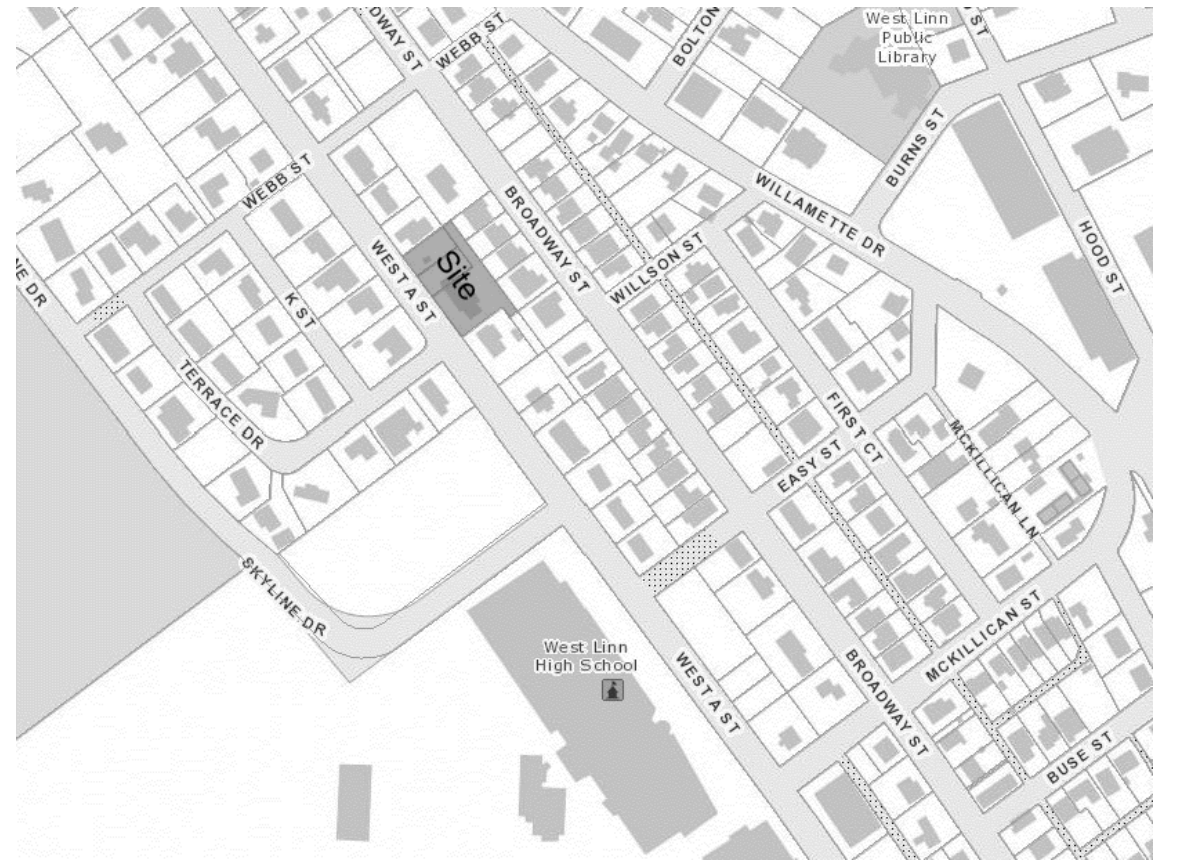 DWAY ST
WEBB ST
BOLTON
West Linn
Public
Library
ST
BURNS ST
WEBB ST
WILLAMETTE DR
BROADWAY ST
WEST A ST
Site
WILLSON ST
HOOD ST
NE DR
K ST
TERRACE DR
FIRST CT
MCKILLICAN LN
EASY ST
SKYLINE DR
West Linn
High School
WEST A ST
BROADWAY ST
MCKILLICAN ST
BUSE ST